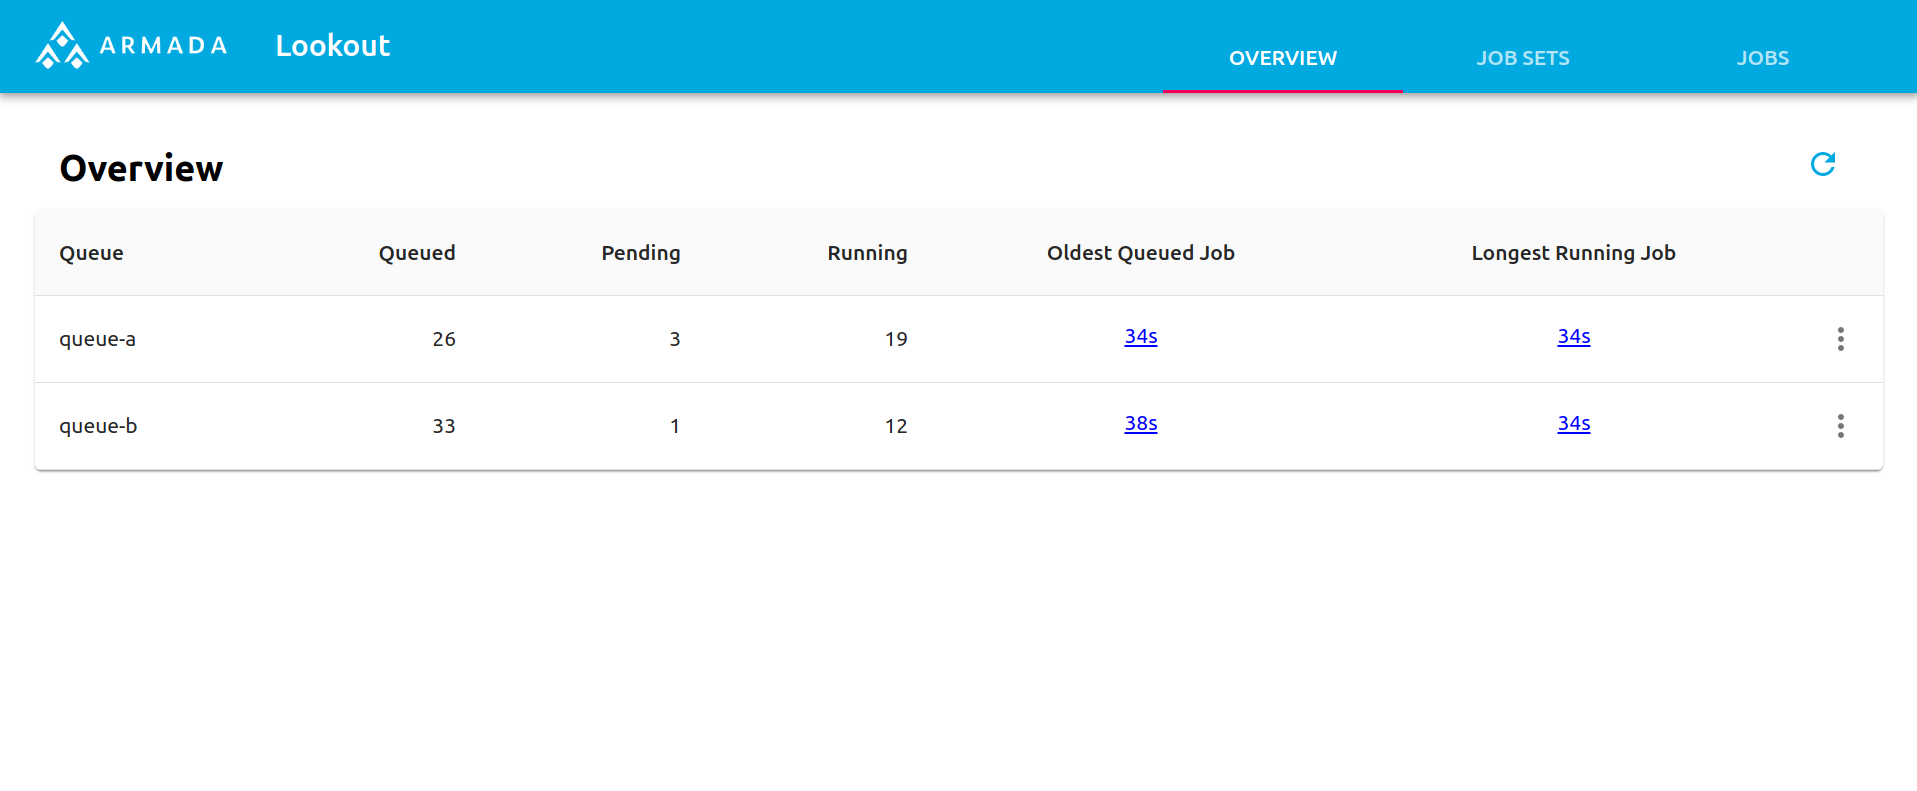 ARMADA Lookout OVERVIEW JOB SETS JOBS
Overview
Queue Queued Pending Running Oldest Queued Job Longest Running Job
queue-a 26 3 19 34s 34s
queue-b 33 1 12 38s 34s